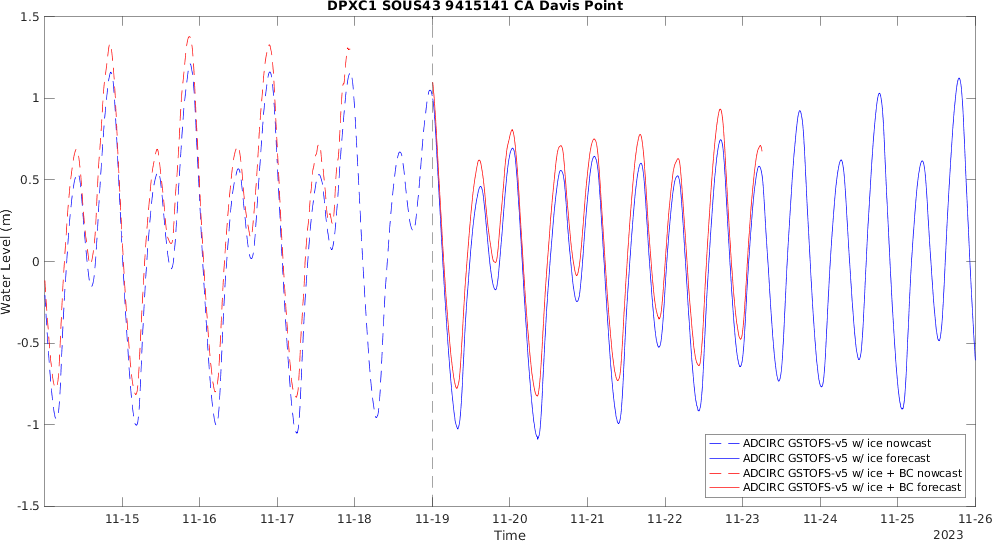 DPXC1 SOUS43 9415141 CA Davis Point
1.5
1
0.5
0
-0.5
-1
-1.5
Water Level (m)
ADCIRC GSTOFS-v5 w/ ice nowcast
ADCIRC GSTOFS-v5 w/ ice forecast
ADCIRC GSTOFS-v5 w/ ice + BC nowcast
ADCIRC GSTOFS-v5 w/ ice + BC forecast
11-15 11-16 11-17 11-18 11-19 11-20 11-21 11-22 11-23 11-24 11-25 11-26
Time
2023